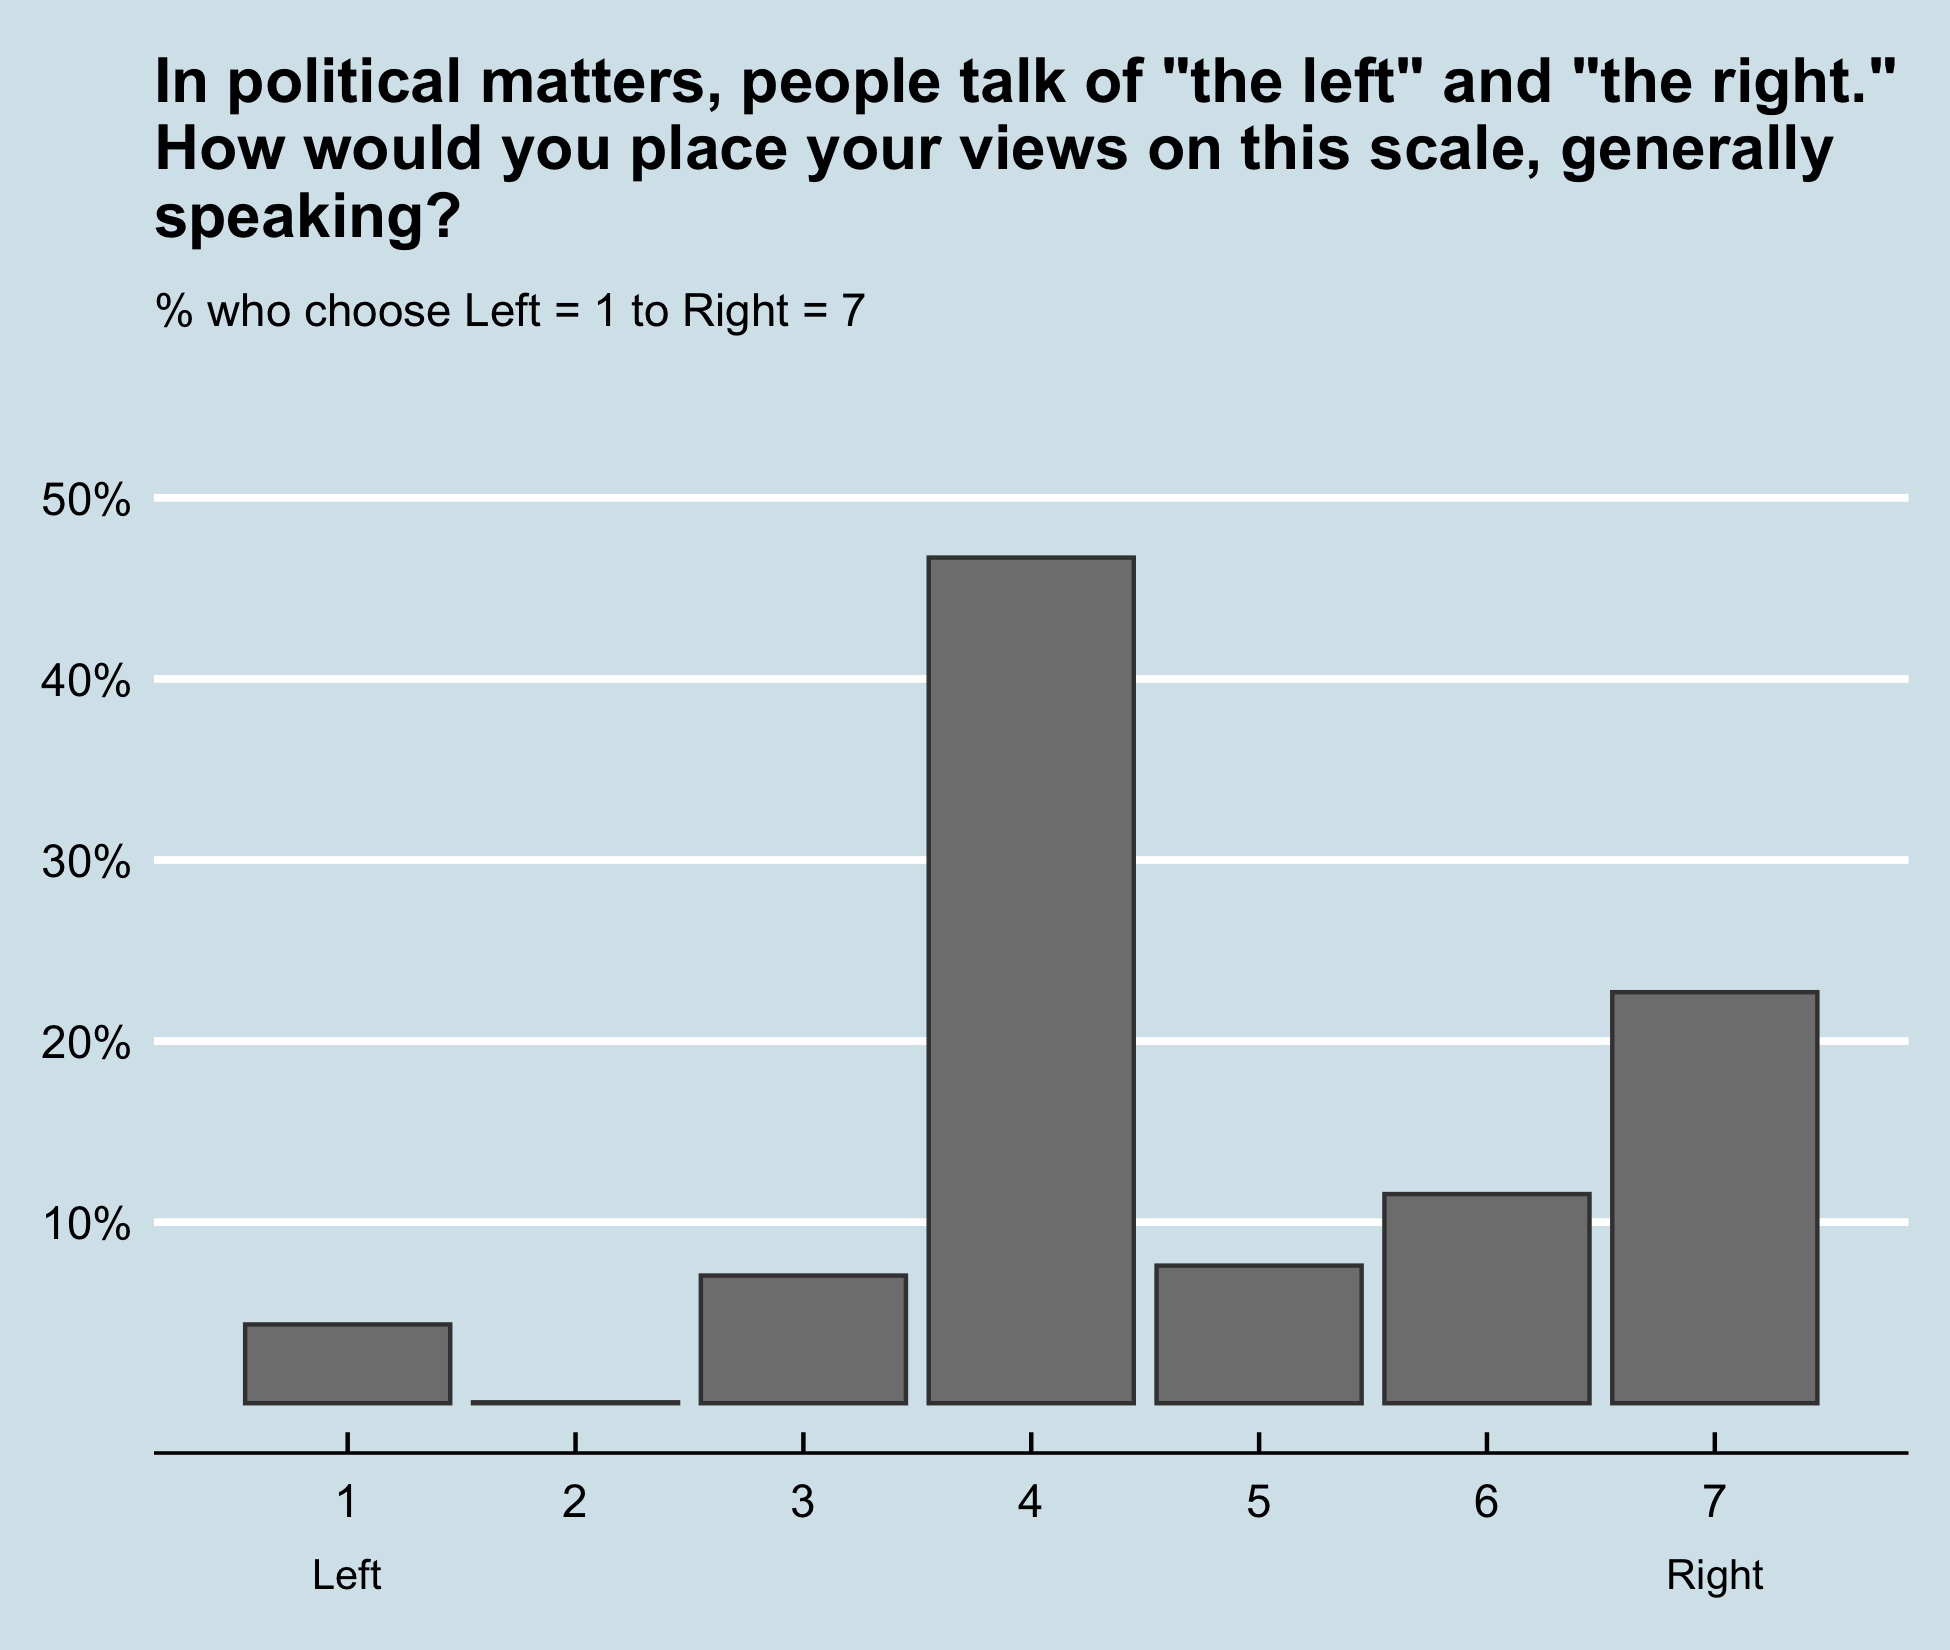 In political matters, people talk of "the left" and "the right."
How would you place your views on this scale, generally
speaking?
% who choose Left = 1 to Right = 7
50%
40%
30%
20%
10%
1 2 3 4 5 6 7
Left Right